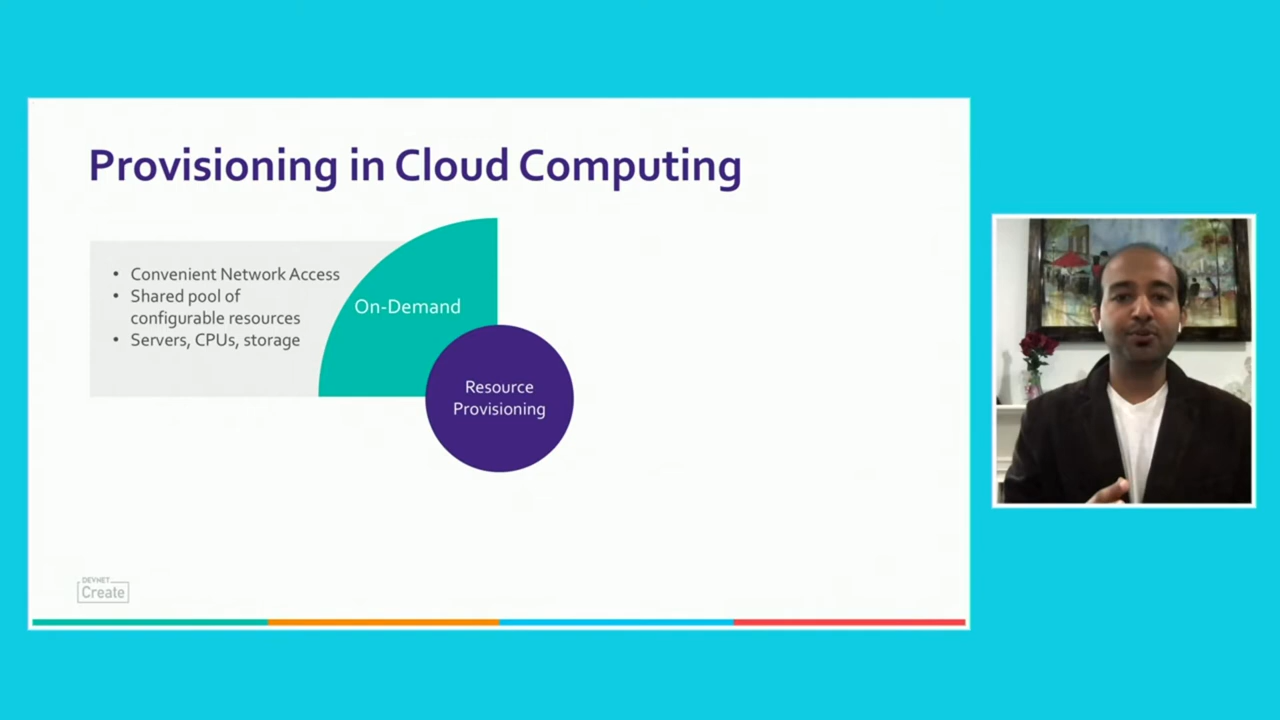 Provisioning in Cloud Computing
• Convenient Network Access
• Shared pool of
configurable resources
• Servers, CPUs, storage
On-Demand
Resource
Provisioning
DEVNET
Create